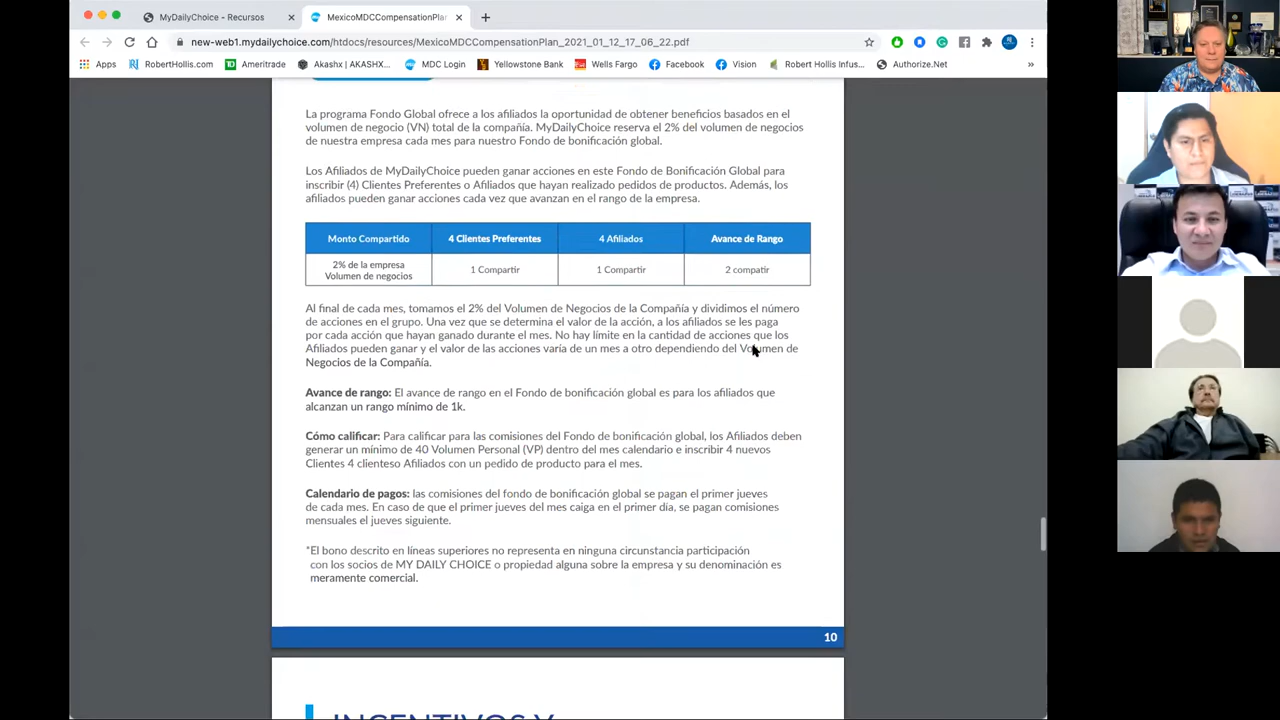 MyDailyChoice - Recursos
MexicoMDCCompensationPlan
new-web1.mydailychoice.com/htdocs/resources/MexicoMDCCompensationPlan_2021_01_12_17_06_22.pdf
Apps
RobertHollis.com
Ameritrade
Akashx | AKASHX...
MDC Login
Yellowstone Bank
Wells Fargo
Facebook
Vision
Robert Hollis Infus...
Authorize.Net
»
La programa Fondo Global ofrece a los afiliados la oportunidad de obtener beneficios basados en el
volumen de negocio (VN) total de la compañía. MyDailyChoice reserva el 2% del volumen de negocios
de nuestra empresa cada mes para nuestro Fondo de bonificación global.
Los Afiliados de MyDailyChoice pueden ganar acciones en este Fondo de Bonificación Global para
inscribir (4) Clientes Preferentes o Afiliados que hayan realizado pedidos de productos. Además, los
afiliados pueden ganar acciones cada vez que avanzan en el rango de la empresa.
Monto Compartido
4 Clientes Preferentes
4 Afiliados
Avance de Rango
2% de la empresa
Volumen de negocios
1 Compartir
1 Compartir
2 compatir
Al final de cada mes, tomamos el 2% del Volumen de Negocios de la Compañía y dividimos el número
de acciones en el grupo. Una vez que se determina el valor de la acción, a los afiliados se les paga
por cada acción que hayan ganado durante el mes. No hay límite en la cantidad de acciones que los
Afiliados pueden ganar y el valor de las acciones varía de un mes a otro dependiendo del Volumen de
Negocios de la Compañía.
Avance de rango: El avance de rango en el Fondo de bonificación global es para los afiliados que
alcanzan un rango mínimo de 1k.
Cómo calificar: Para calificar para las comisiones del Fondo de bonificación global, los Afiliados deben
generar un mínimo de 40 Volumen Personal (VP) dentro del mes calendario e inscribir 4 nuevos
Clientes 4 clienteso Afiliados con un pedido de producto para el mes.
Calendario de pagos: las comisiones del fondo de bonificación global se pagan el primer jueves
de cada mes. En caso de que el primer jueves del mes caiga en el primer día, se pagan comisiones
mensuales el jueves siguiente.
*El bono descrito en líneas superiores no representa en ninguna circunstancia participación
con los socios de MY DAILY CHOICE o propiedad alguna sobre la empresa y su denominación es
meramente comercial.
10
INCENTIVOS Y